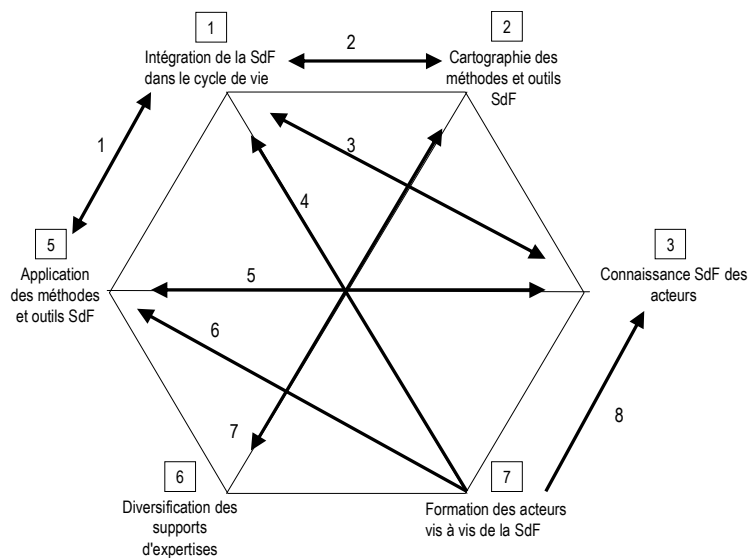 1
Intégration de la SdF
dans le cycle de vie
2
2
Cartographie des
méthodes et outils
SdF
1
3
4
5
Application
des méthodes
et outils SdF
5
3
Connaissance SdF des
acteurs
6
7
8
6
Diversification des
supports
d'expertises
7
Formation des acteurs
vis à vis de la SdF